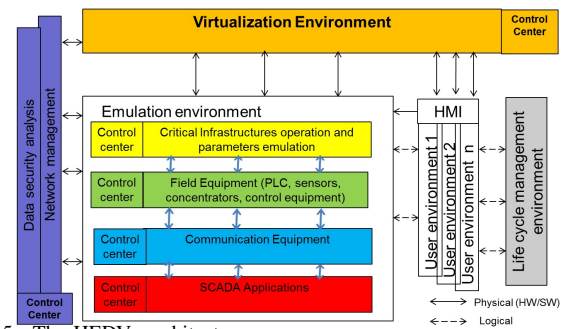 Virtualization Environment
Control
Center
Data security analysis
Network management
Control
Center
Emulation environment
Control
center
Critical Infrastructures operation and
parameters emulation
Control
center
Field Equipment (PLC, sensors,
concentrators, control equipment)
Control
center
Communication Equipment
Control
center
SCADA Applications
HMI
User environment 1
User environment 2
User environment n
Life cycle management
environment
Physical (HW/SW)
Logical